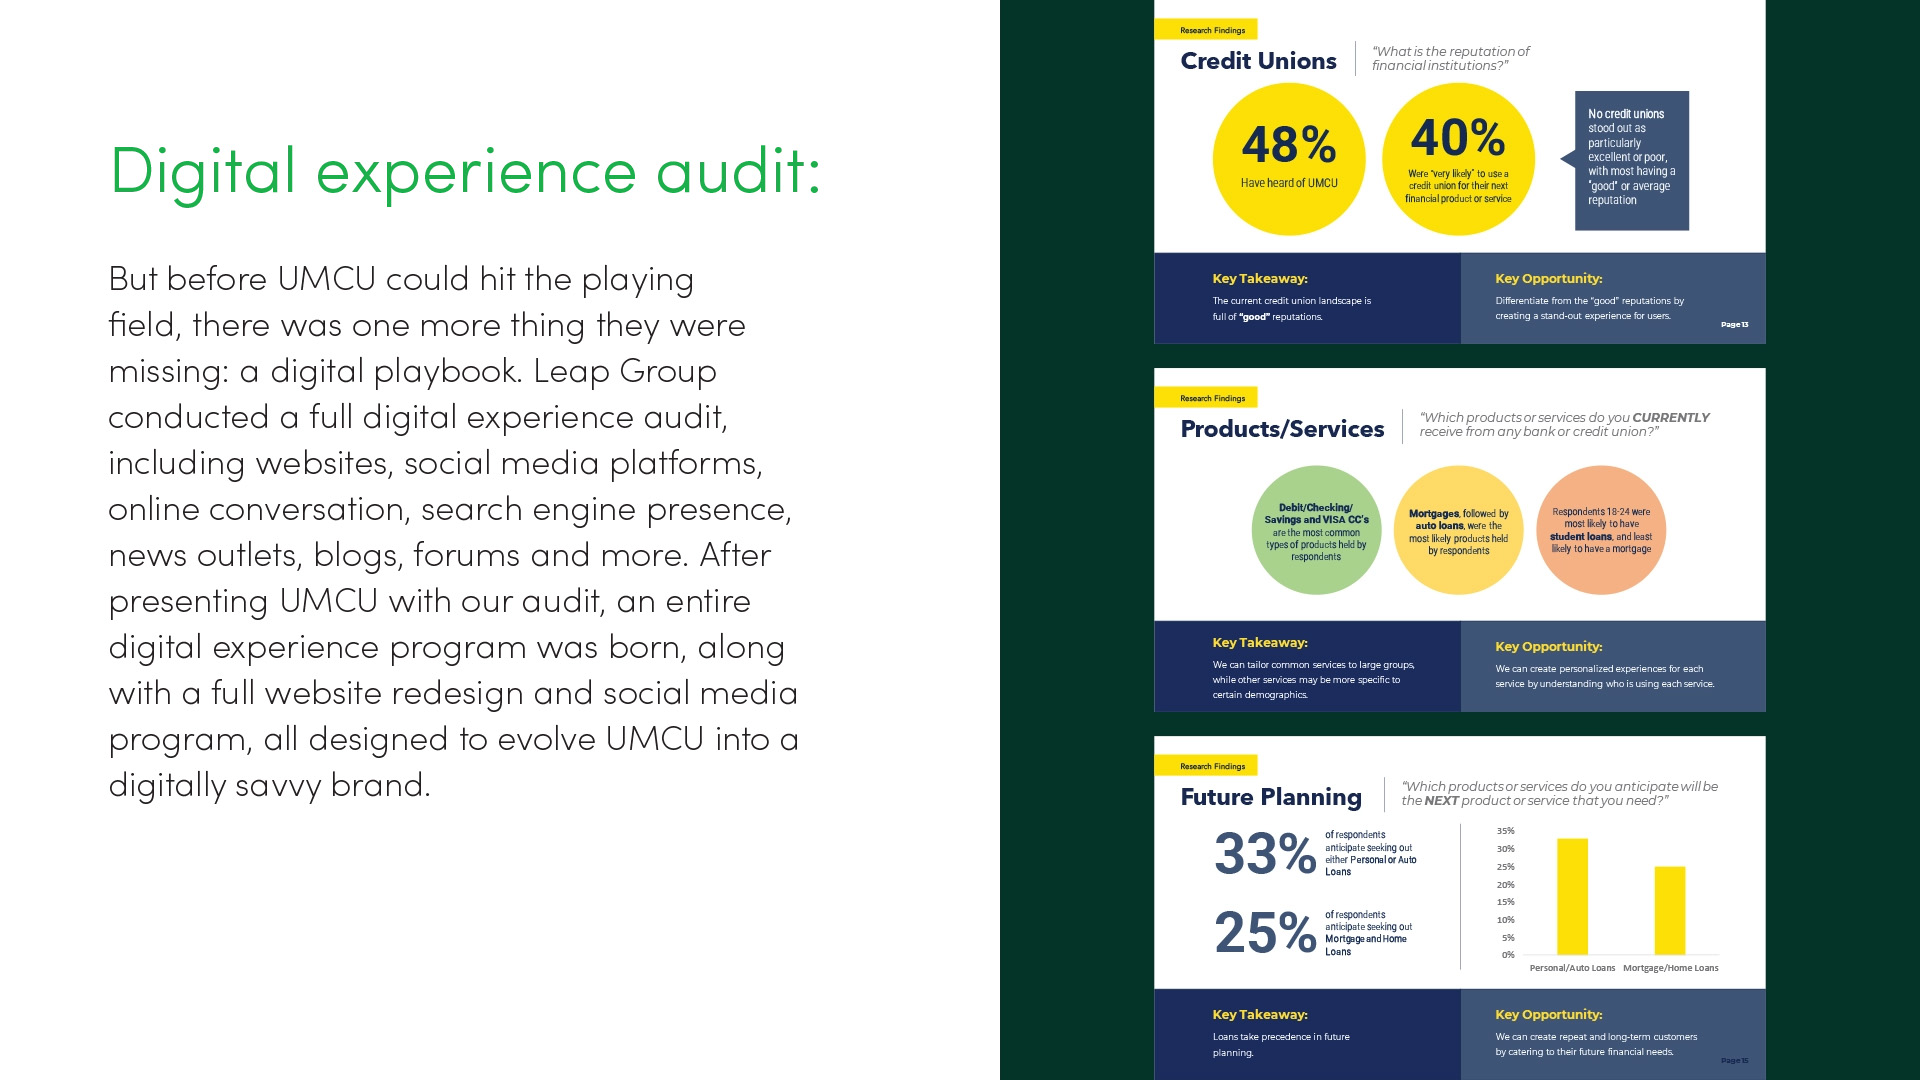 Digital experience audit:
But before UMCU could hit the playing
field, there was one more thing they were
missing: a digital playbook. Leap Group
conducted a full digital experience audit,
including websites, social media platforms,
online conversation, search engine presence,
news outlets, blogs, forums and more. After
presenting UMCU with our audit, an entire
digital experience program was born, along
with a full website redesign and social media
program, all designed to evolve UMCU into a
digitally savvy brand.
Research Findings
Credit Unions
“What is the reputation of
financial institutions?”
48%
Have heard of UMCU
40%
Were “very likely” to use a
credit union for their next
financial product or service
No credit unions
stood out as
particularly
excellent or poor,
with most having a
“good” or average
reputation
Key Takeaway:
The current credit union landscape is
full of “good” reputations.
Key Opportunity:
Differentiate from the “good” reputations by
creating a stand-out experience for users.
Page 13
Research Findings
Products/Services
“Which products or services do you CURRENTLY
receive from any bank or credit union?”
Debit/Checking/
Savings and VISA CC’s
are the most common
types of products held by
respondents
Mortgages, followed by
auto loans, were the
most likely products held
by respondents
Respondents 18-24 were
most likely to have
student loans, and least
likely to have a mortgage
Key Takeaway:
We can tailor common services to large groups,
while other services may be more specific to
certain demographics.
Key Opportunity:
We can create personalized experiences for each
service by understanding who is using each service.
Research Findings
Future Planning
“Which products or services do you anticipate will be
the NEXT product or service that you need?”
33%
of respondents
anticipate seeking out
either Personal or Auto
Loans
25%
of respondents
anticipate seeking out
Mortgage and Home
Loans
35%
30%
25%
20%
15%
10%
5%
0%
Personal/Auto Loans
Mortgage/Home Loans
Key Takeaway:
Loans take precedence in future
planning.
Key Opportunity:
We can create repeat and long-term customers
by catering to their future financial needs.
Page 15